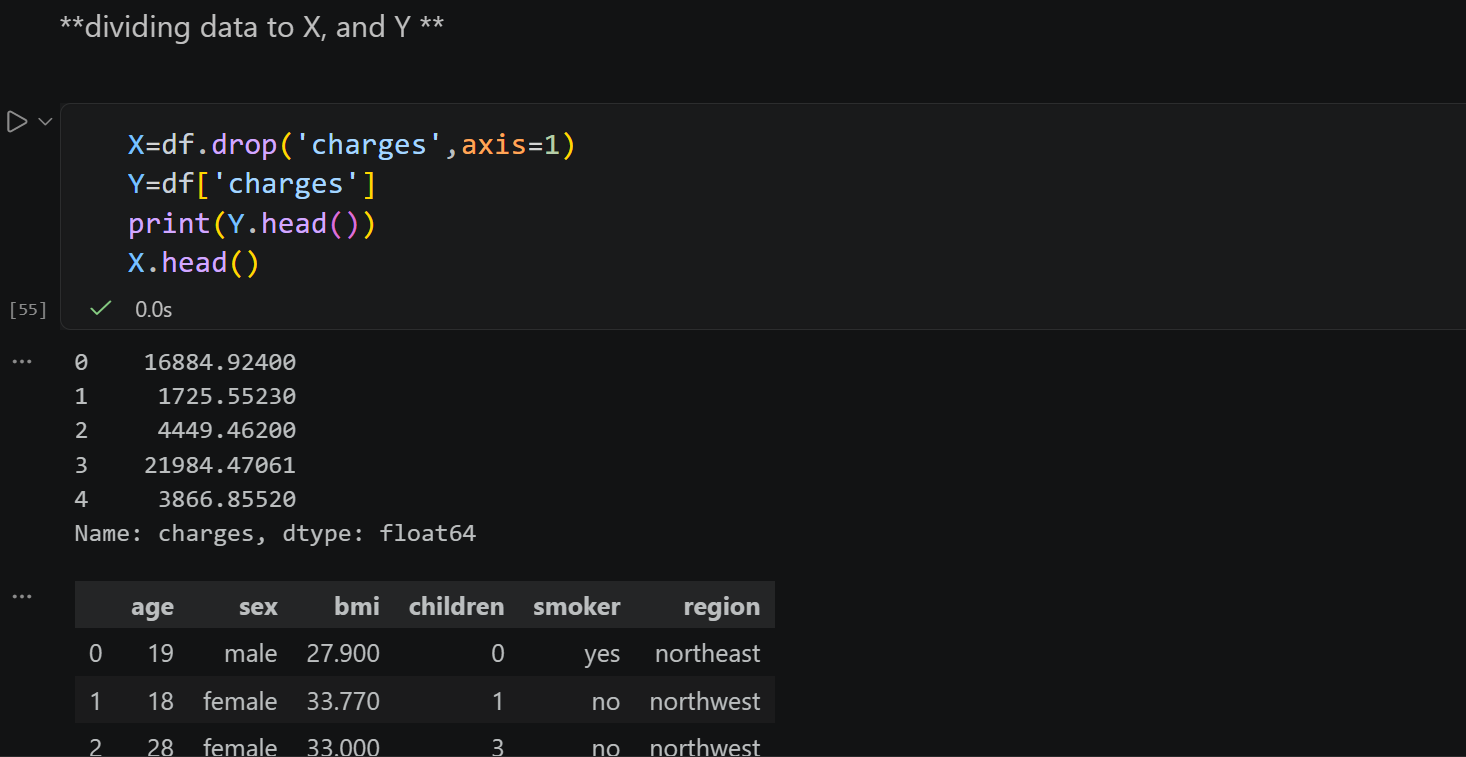 **dividing data to X, and Y **
X=df.drop('charges',axis=1)
Y=df['charges']
print(Y.head())
X.head()
[55] 0.0s
0 16884.92400
1 1725.55230
2 4449.46200
3 21984.47061
4 3866.85520
Name: charges, dtype: float64
age sex bmi children smoker region
0 19 male 27.900 0 yes northeast
1 18 female 33.770 1 no northwest
2 28 female 33.000 3 no northwest